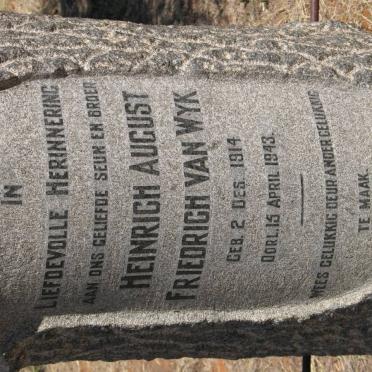 IN
LIEFDEVOLLE HERINNERING
AAN ONS GELIEFDE SEUN EN BROER
HEINRICH AUGUST
FRIEDRICH VAN WYK
GEB. 2 DES. 1914
OORL. 15 APRIL 1943.
WEES GELUKKIG DEUR ANDER GELUKKIG
TE MAAK.